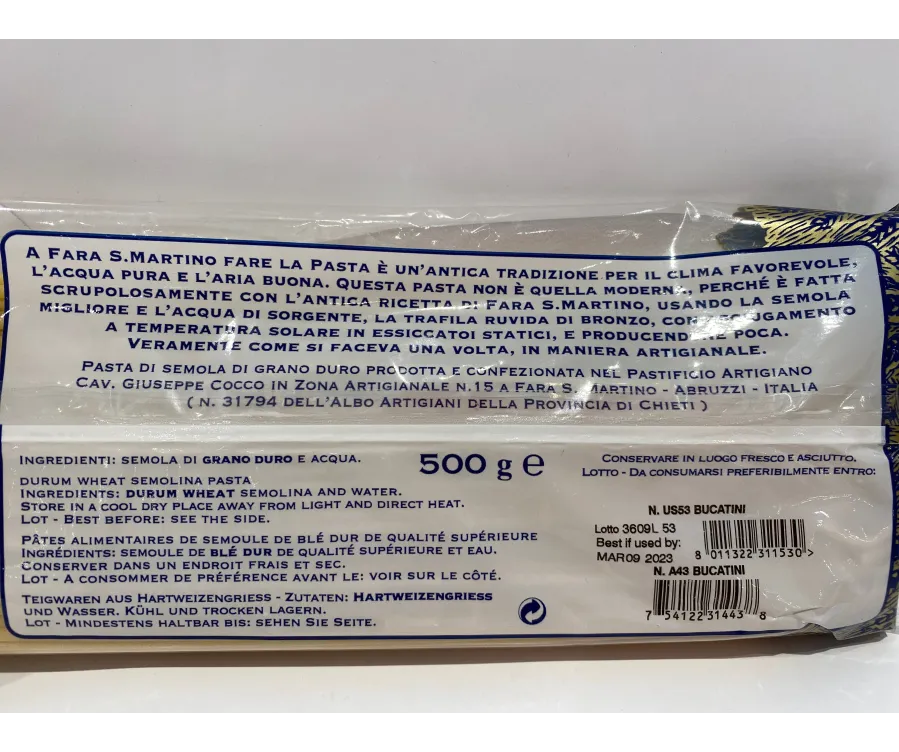 A FARA S.MARTINO FARE LA PASTA È UN'ANTICA TRADIZIONE PER IL CLIMA FAVOREVOLE,
L'ACQUA PURA E L'ARIA BUONA. QUESTA PASTA NON È QUELLA MODERNA, PERCHÉ È FATTA
SCRUPOLOSAMENTE CON L'ANTICA RICETTA DI FARA S.MARTINO, USANDO LA SEMOLA
MIGLIORE E L'ACQUA DI SORGENTE, LA TRAFILA RUVIDA DI BRONZO, CON
A TEMPERATURA SOLARE IN ESSICCATOI STATICI, E POCA.
VERAMENTE COME SI FACEVA UNA VOLTA, IN MANIERA ARTIGIANALE.
PASTA DI SEMOLA DI GRANO DURO PRODOTTA E CONFEZIONATA NEL PASTIFICIO ARTIGIANO
CAV. GIUSEPPE COCCO IN ZONA ARTIGIANALE N.15 A FARA S. MARTINO - ABRUZZI - ITALIA
( N. 31794 DELL'ALBO ARTIGIANI DELLA PROVINCIA DI CHIETI )
INGREDIENTI: SEMOLA DI GRANO DURO E ACQUA.
DURUM WHEAT SEMOLINA PASTA
INGREDIENTS: DURUM WHEAT SEMOLINA AND WATER.
STORE IN A COOL DRY PLACE AWAY FROM LIGHT AND DIRECT HEAT.
LOT - BEST BEFORE: SEE THE SIDE.
PÂTES ALIMENTAIRES DE SEMOULE DE BLÉ DUR DE QUALITÉ SUPÉRIEURE
INGRÉDIENTS: SEMOULE DE BLÉ DUR DE QUALITÉ SUPÉRIEURE ET EAU.
CONSERVER DANS UN ENDROIT FRAIS ET SEC.
LOT - A CONSOMMER DE PRÉFÉRENCE AVANT LE: VOIR SUR LE CÔTÉ.
TEIGWAREN AUS HARTWEIZENGRIESS - ZUTATEN: HARTWEIZENGRIESS
UND WASSER. KÜHL UND TROCKEN LAGERN.
LOT - MINDESTENS HALTBAR BIS: SEHEN SIE SEITE.
500 g e
CONSERVARE IN LUOGO FRESCO E ASCIUTTO.
LOTTO - DA CONSUMARSI PREFERIBILMENTE ENTRO:
N. US53 BUCATINI
Lotto 3609L 53
Best if used by:
MAR 09 2023
8 011322 311530 >
N. A43 BUCATINI
7 54122 31443 8